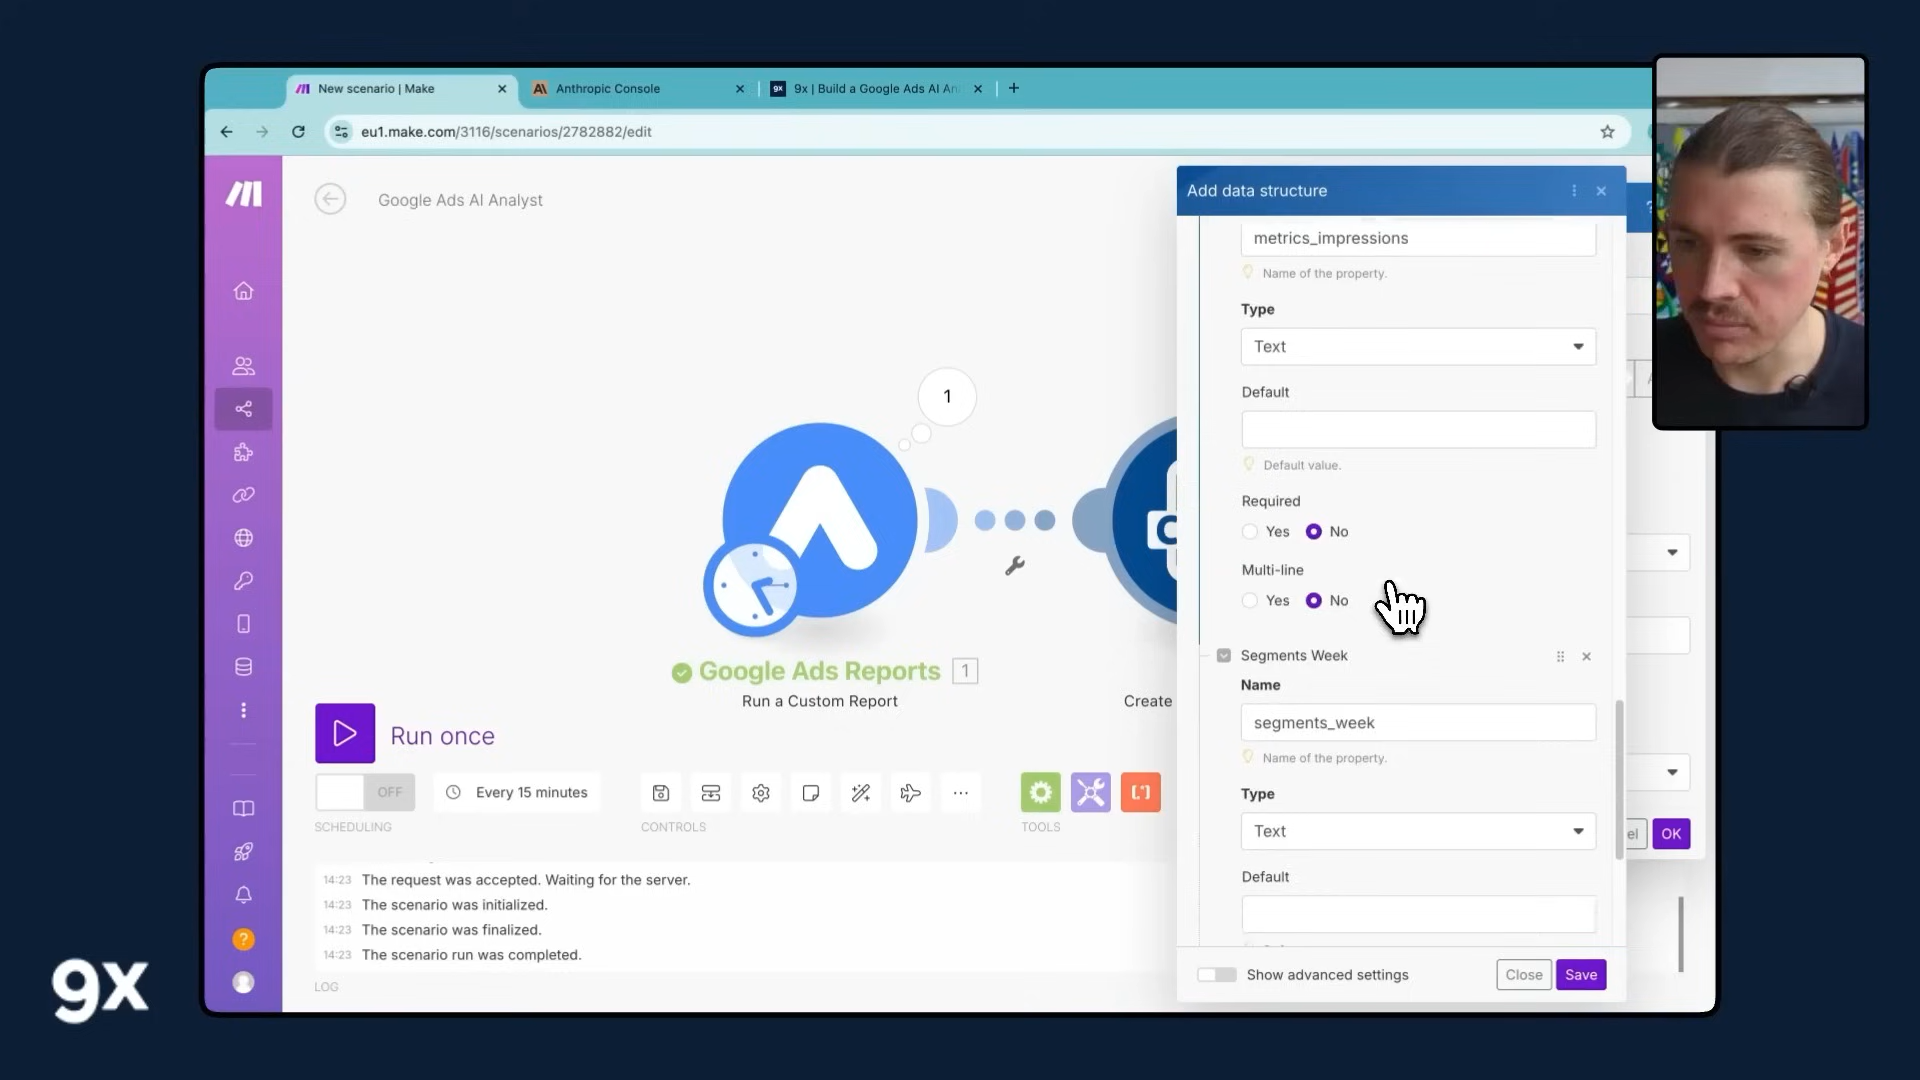 New scenario | Make
Anthropic Console
9x
9x | Build a Google Ads AI An
eu1.make.com/3116/scenarios/2782882/edit
Google Ads AI Analyst
1
Google Ads Reports 1
Run a Custom Report
Create
Run once
OFF
Every 15 minutes
SCHEDULING
CONTROLS
TOOLS
14:23 The request was accepted. Waiting for the server.
14:23 The scenario was initialized.
14:23 The scenario was finalized.
14:23 The scenario run was completed.
LOG
?
Add data structure
metrics_impressions
Name of the property.
Type
Text
Default
Default value.
Required
Yes No
Multi-line
Yes No
Segments Week
Name
segments_week
Name of the property.
Type
Text
Default
Show advanced settings
Close
Save
el
OK
9x